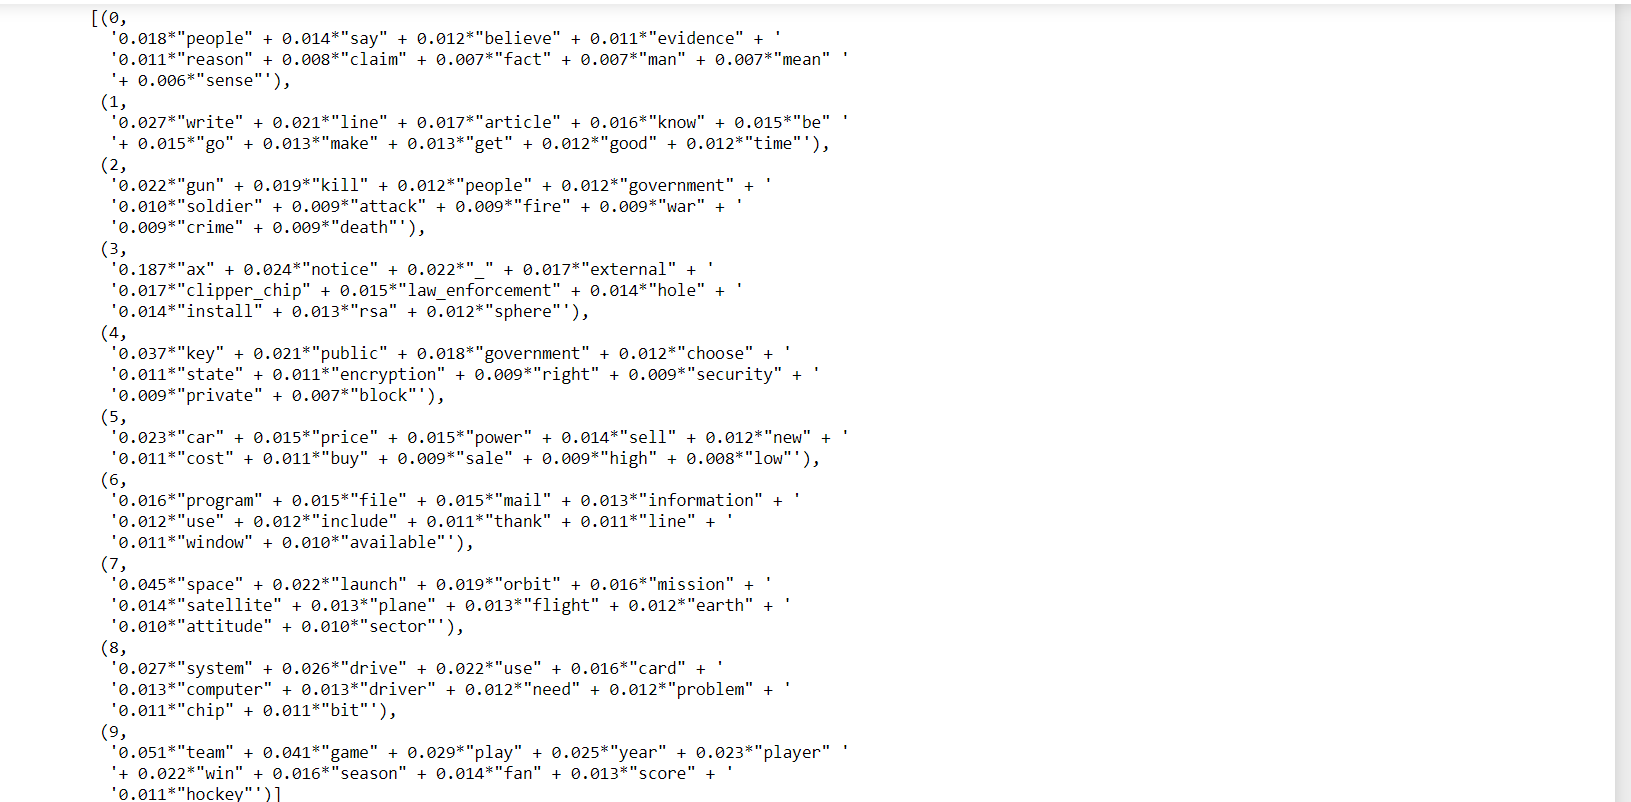 [(0,
'0.018*"people" + 0.014*"say" + 0.012*"believe" + 0.011*"evidence" + '
'0.011*"reason" + 0.008*"claim" + 0.007*"fact" + 0.007*"man" + 0.007*"mean" '
'+ 0.006*"sense"'),
(1,
'0.027*"write" + 0.021*"line" + 0.017*"article" + 0.016*"know" + 0.015*"be" '
'+ 0.015*"go" + 0.013*"make" + 0.013*"get" + 0.012*"good" + 0.012*"time"'),
(2,
'0.022*"gun" + 0.019*"kill" + 0.012*"people" + 0.012*"government" + '
'0.010*"soldier" + 0.009*"attack" + 0.009*"fire" + 0.009*"war" + '
'0.009*"crime" + 0.009*"death"'),
(3,
'0.187*"ax" + 0.024*"notice" + 0.022*"_" + 0.017*"external" + '
'0.017*"clipper_chip" + 0.015*"law_enforcement" + 0.014*"hole" + '
'0.014*"install" + 0.013*"rsa" + 0.012*"sphere"'),
(4,
'0.037*"key" + 0.021*"public" + 0.018*"government" + 0.012*"choose" + '
'0.011*"state" + 0.011*"encryption" + 0.009*"right" + 0.009*"security" + '
'0.009*"private" + 0.007*"block"'),
(5,
'0.023*"car" + 0.015*"price" + 0.015*"power" + 0.014*"sell" + 0.012*"new" + '
'0.011*"cost" + 0.011*"buy" + 0.009*"sale" + 0.009*"high" + 0.008*"low"'),
(6,
'0.016*"program" + 0.015*"file" + 0.015*"mail" + 0.013*"information" + '
'0.012*"use" + 0.012*"include" + 0.011*"thank" + 0.011*"line" + '
'0.011*"window" + 0.010*"available"'),
(7,
'0.045*"space" + 0.022*"launch" + 0.019*"orbit" + 0.016*"mission" + '
'0.014*"satellite" + 0.013*"plane" + 0.013*"flight" + 0.012*"earth" + '
'0.010*"attitude" + 0.010*"sector"'),
(8,
'0.027*"system" + 0.026*"drive" + 0.022*"use" + 0.016*"card" + '
'0.013*"computer" + 0.013*"driver" + 0.012*"need" + 0.012*"problem" + '
'0.011*"chip" + 0.011*"bit"'),
(9,
'0.051*"team" + 0.041*"game" + 0.029*"play" + 0.025*"year" + 0.023*"player" '
'+ 0.022*"win" + 0.016*"season" + 0.014*"fan" + 0.013*"score" + '
'0.011*"hockey"')]